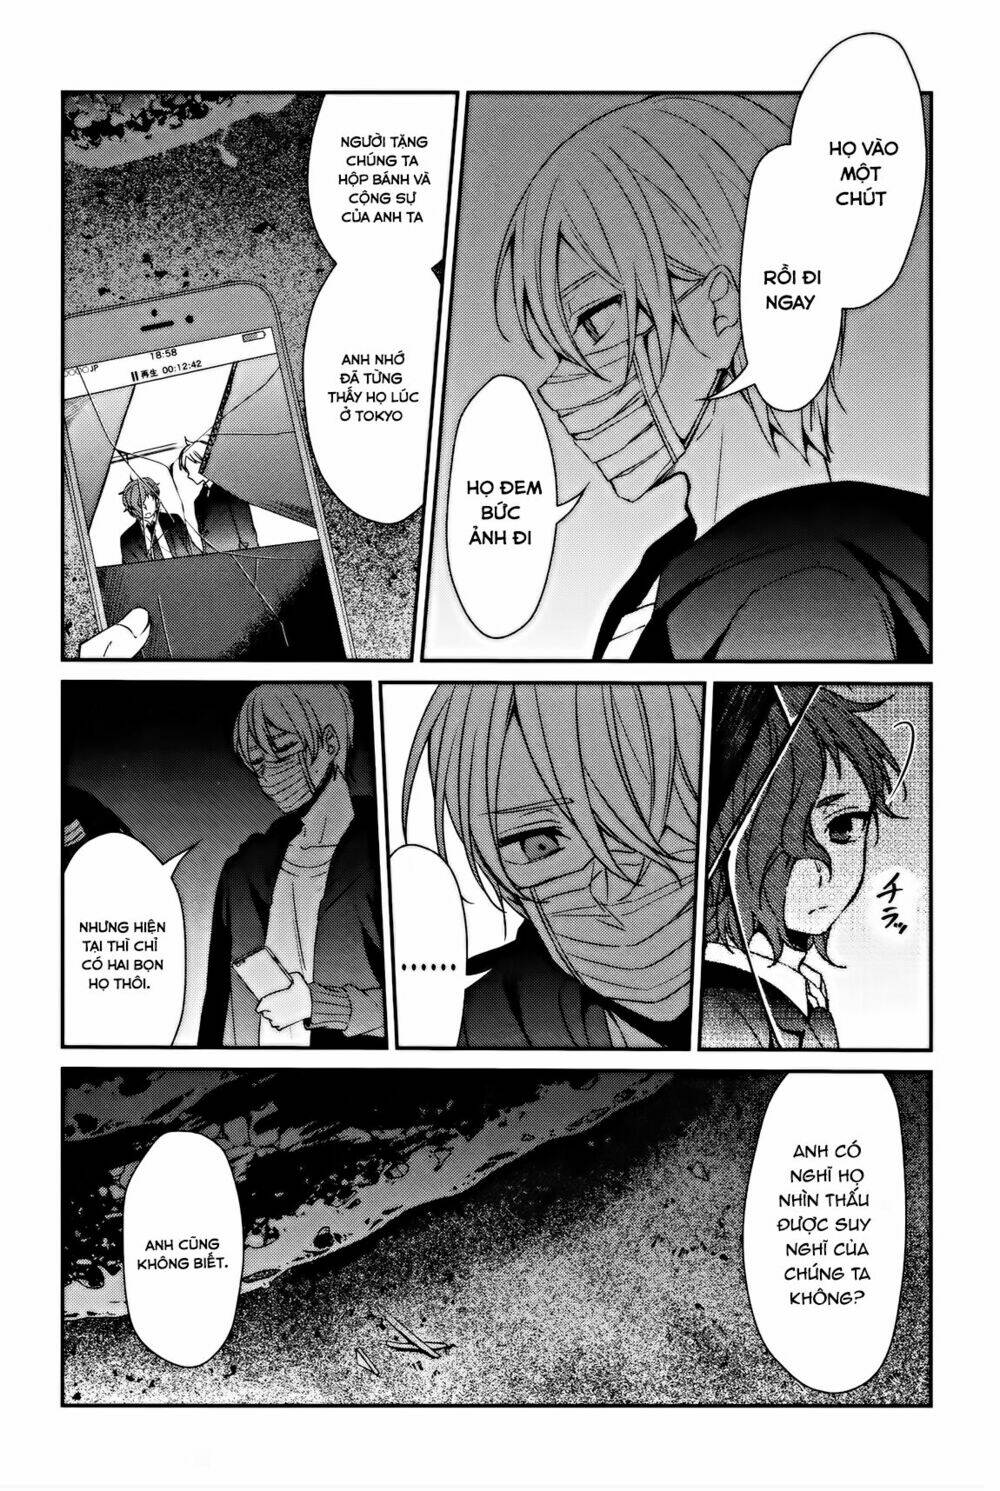 HỌ VÀO
MỘT
CHÚT
RỒI ĐI
NGAY
HỌ ĐEM
BỨC
ẢNH ĐI
NGƯỜI TẶNG
CHÚNG TA
HỘP BÁNH VÀ
CỘNG SỰ
CỦA ANH TA
ANH NHỚ
ĐÃ TỪNG
THẤY HỌ LÚC
Ở TOKYO
18:58
再生 00:12:42
チラッ
........
NHƯNG HIỆN
TẠI THÌ CHỈ
CÓ HAI BỌN
HỌ THÔI.
ANH CÓ
NGHĨ HỌ
NHÌN THẤU
ĐƯỢC SUY
NGHĨ CỦA
CHÚNG TA
KHÔNG?
ANH CŨNG
KHÔNG BIẾT.